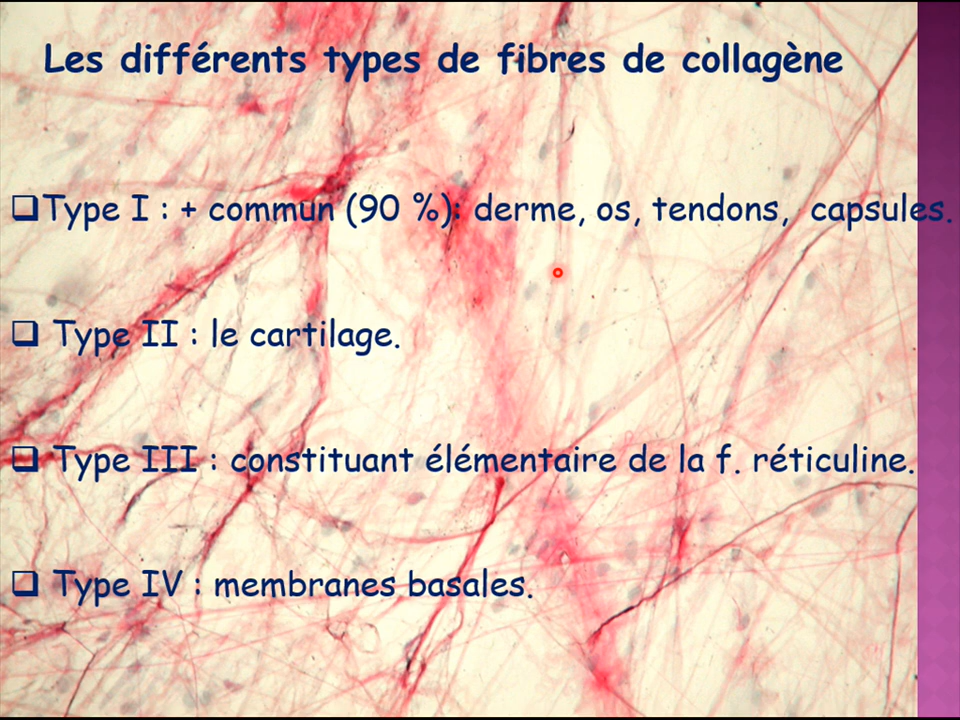 Les différents types de fibres de collagène
❑Type I : + commun (90 %): derme, os, tendons, capsules.
❑ Type II : le cartilage.
❑ Type III : constituant élémentaire de la f. réticuline.
❑ Type IV : membranes basales.